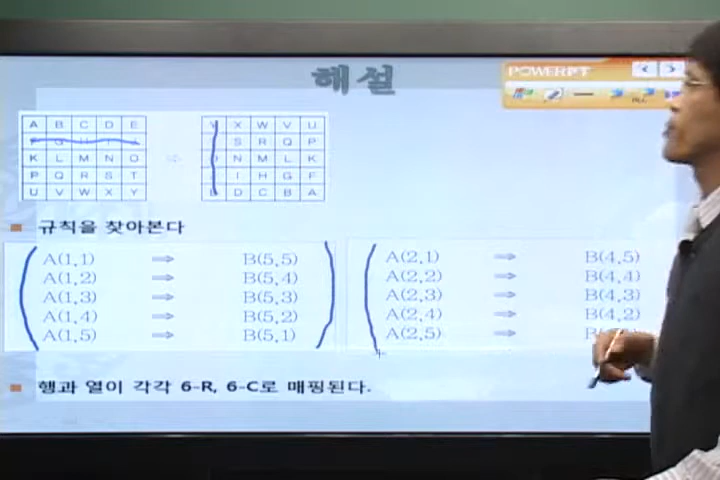 해설
POWERPT
A B C D E
K L M N O
P Q R S T
U V W X Y
⇨
X W V U
S R Q P
N M L K
I H G F
D C B A
규칙을 찾아본다
A(1,1) ⇒ B(5,5)
A(1,2) ⇒ B(5,4)
A(1,3) ⇒ B(5,3)
A(1,4) ⇒ B(5,2)
A(1,5) ⇒ B(5,1)
A(2,1) ⇒ B(4,5)
A(2,2) ⇒ B(4,4)
A(2,3) ⇒ B(4,3)
A(2,4) ⇒ B(4,2)
A(2,5) ⇒
행과 열이 각각 6-R, 6-C로 매핑된다.